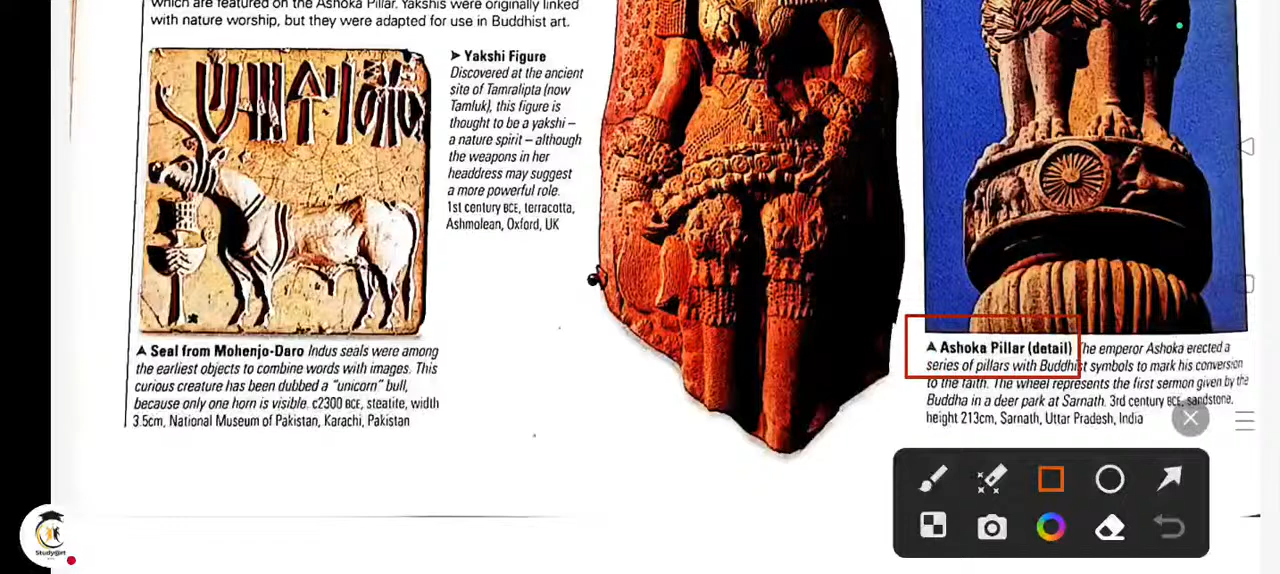 which are featured on the Ashoka Pillar. Yakshis were originally linked
with nature worship, but they were adapted for use in Buddhist art.
➤ Yakshi Figure
Discovered at the ancient
site of Tamralipta (now
Tamluk), this figure is
thought to be a yakshi –
a nature spirit – although
the weapons in her
headdress may suggest
a more powerful role.
1st century BCE, terracotta,
Ashmolean, Oxford, UK
▲ Seal from Mohenjo-Daro Indus seals were among
the earliest objects to combine words with images. This
curious creature has been dubbed a "unicorn" bull,
because only one horn is visible. c2300 BCE, steatite, width
3.5cm, National Museum of Pakistan, Karachi, Pakistan
▲ Ashoka Pillar (detail) The emperor Ashoka erected a
series of pillars with Buddhist symbols to mark his conversion
to the faith. The wheel represents the first sermon given by the
Buddha in a deer park at Sarnath. 3rd century BCE, sandstone,
height 213cm, Sarnath, Uttar Pradesh, India
Study@rt